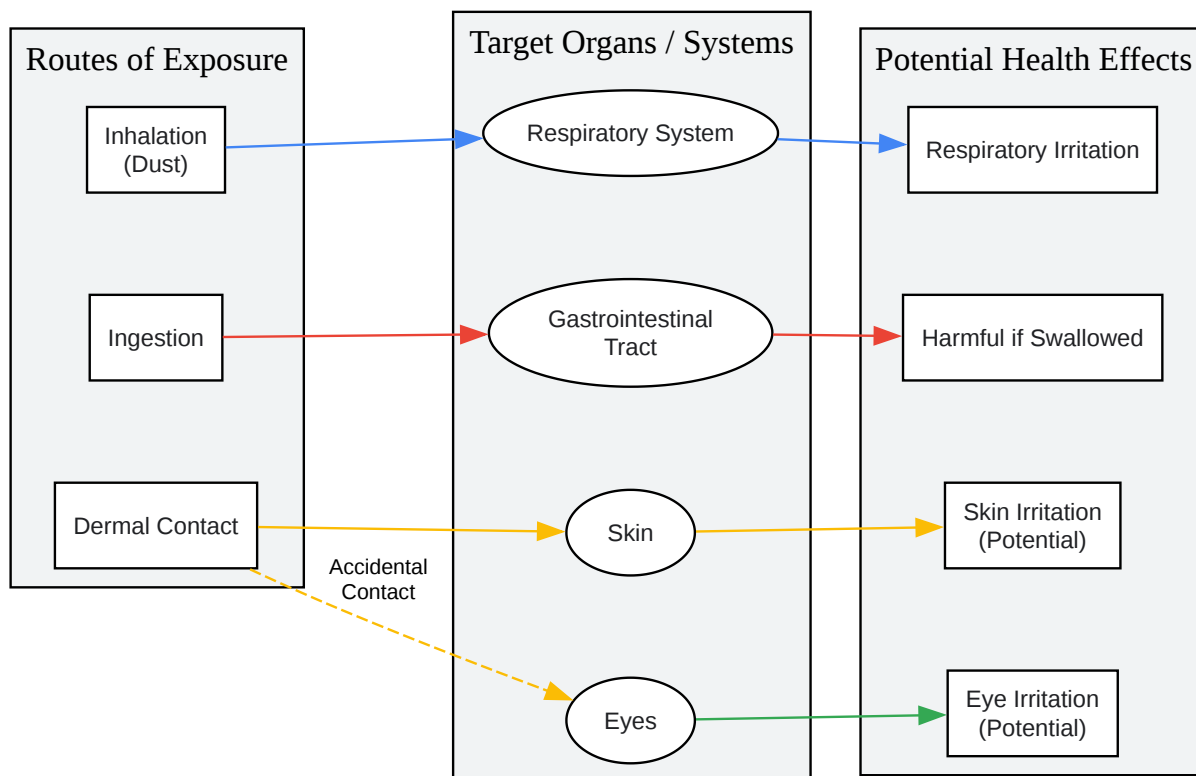 Routes of Exposure
Inhalation
(Dust)
Ingestion
Dermal Contact
Accidental
Contact
Target Organs / Systems
Respiratory System
Gastrointestinal
Tract
Skin
Eyes
Potential Health Effects
Respiratory Irritation
Harmful if Swallowed
Skin Irritation
(Potential)
Eye Irritation
(Potential)